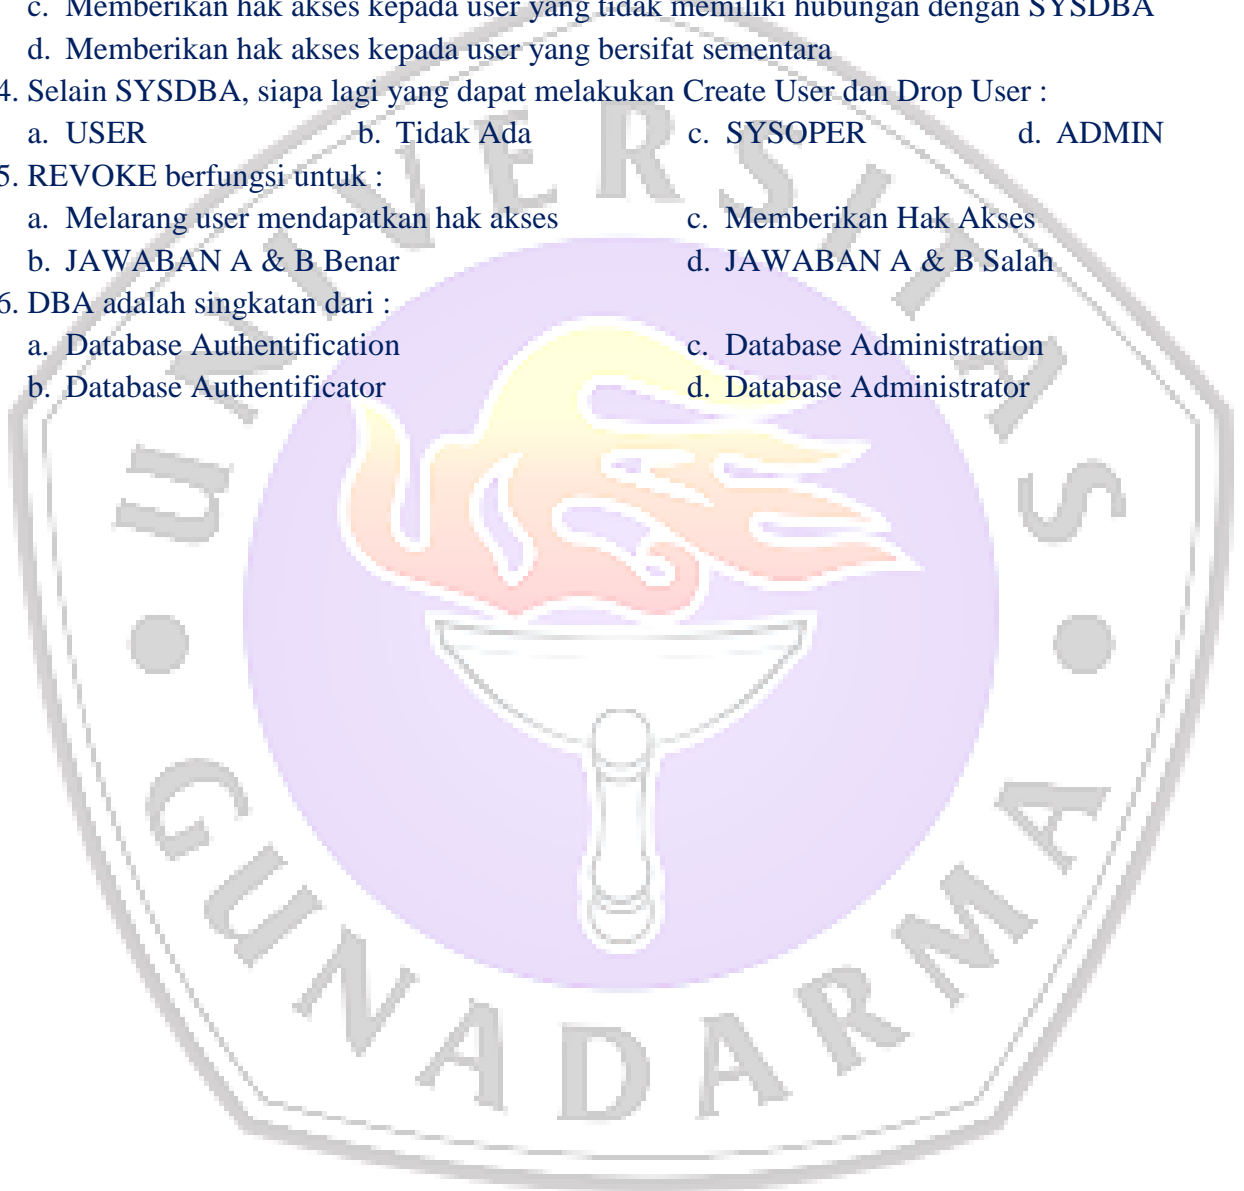 c. Memberikan hak akses kepada user yang tidak memiliki hubungan dengan SYSDBA
d. Memberikan hak akses kepada user yang bersifat sementara
4. Selain SYSDBA, siapa lagi yang dapat melakukan Create User dan Drop User :
a. USER b. Tidak Ada c. SYSOPER d. ADMIN
5. REVOKE berfungsi untuk :
a. Melarang user mendapatkan hak akses c. Memberikan Hak Akses
b. JAWABAN A & B Benar d. JAWABAN A & B Salah
6. DBA adalah singkatan dari :
a. Database Authentification c. Database Administration
b. Database Authentificator d. Database Administrator
UNIVERSITAS
GUNADARMA